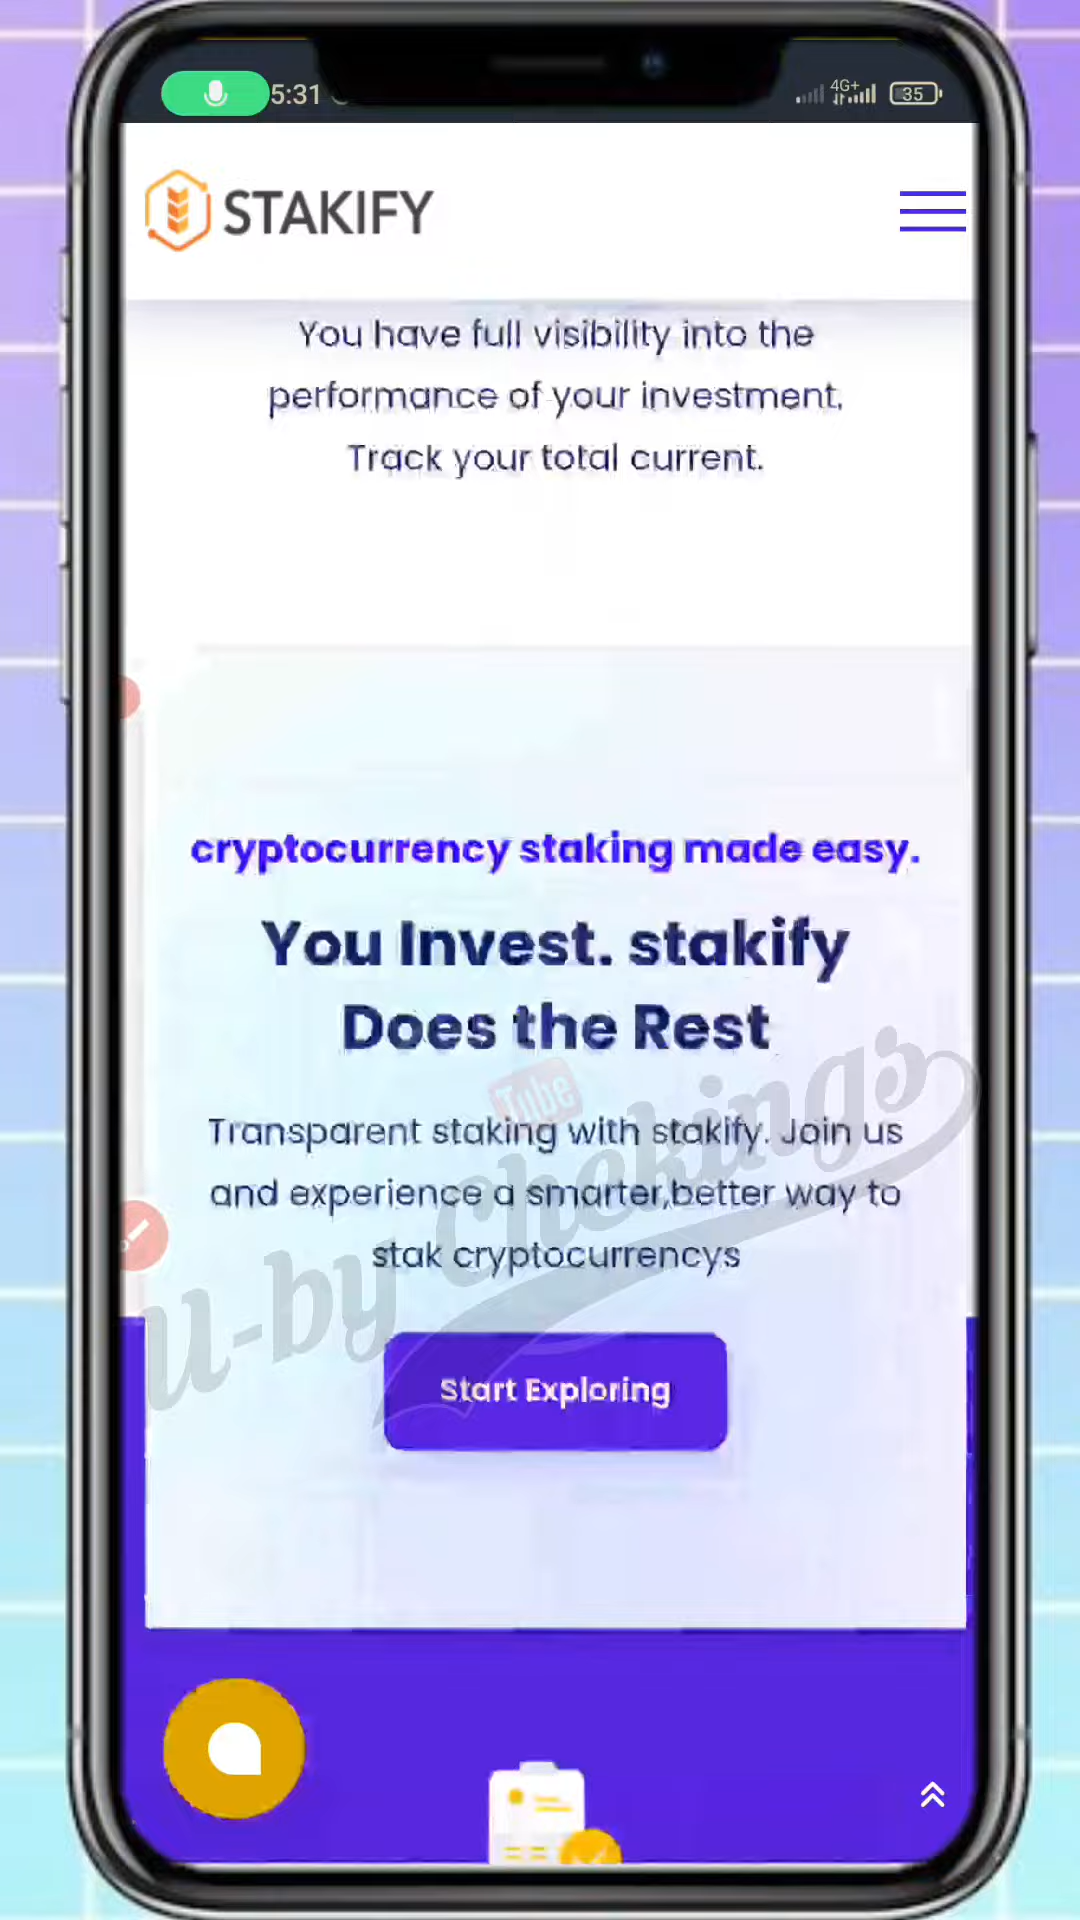 5:31
4G+
35
STAKIFY
You have full visibility into the
performance of your investment.
Track your total current.
cryptocurrency staking made easy.
You Invest. stakify
Does the Rest
Tube
Transparent staking with stakify. Join us
and experience a smarter,better way to
stak cryptocurrencys
U-by Chekings
Start Exploring